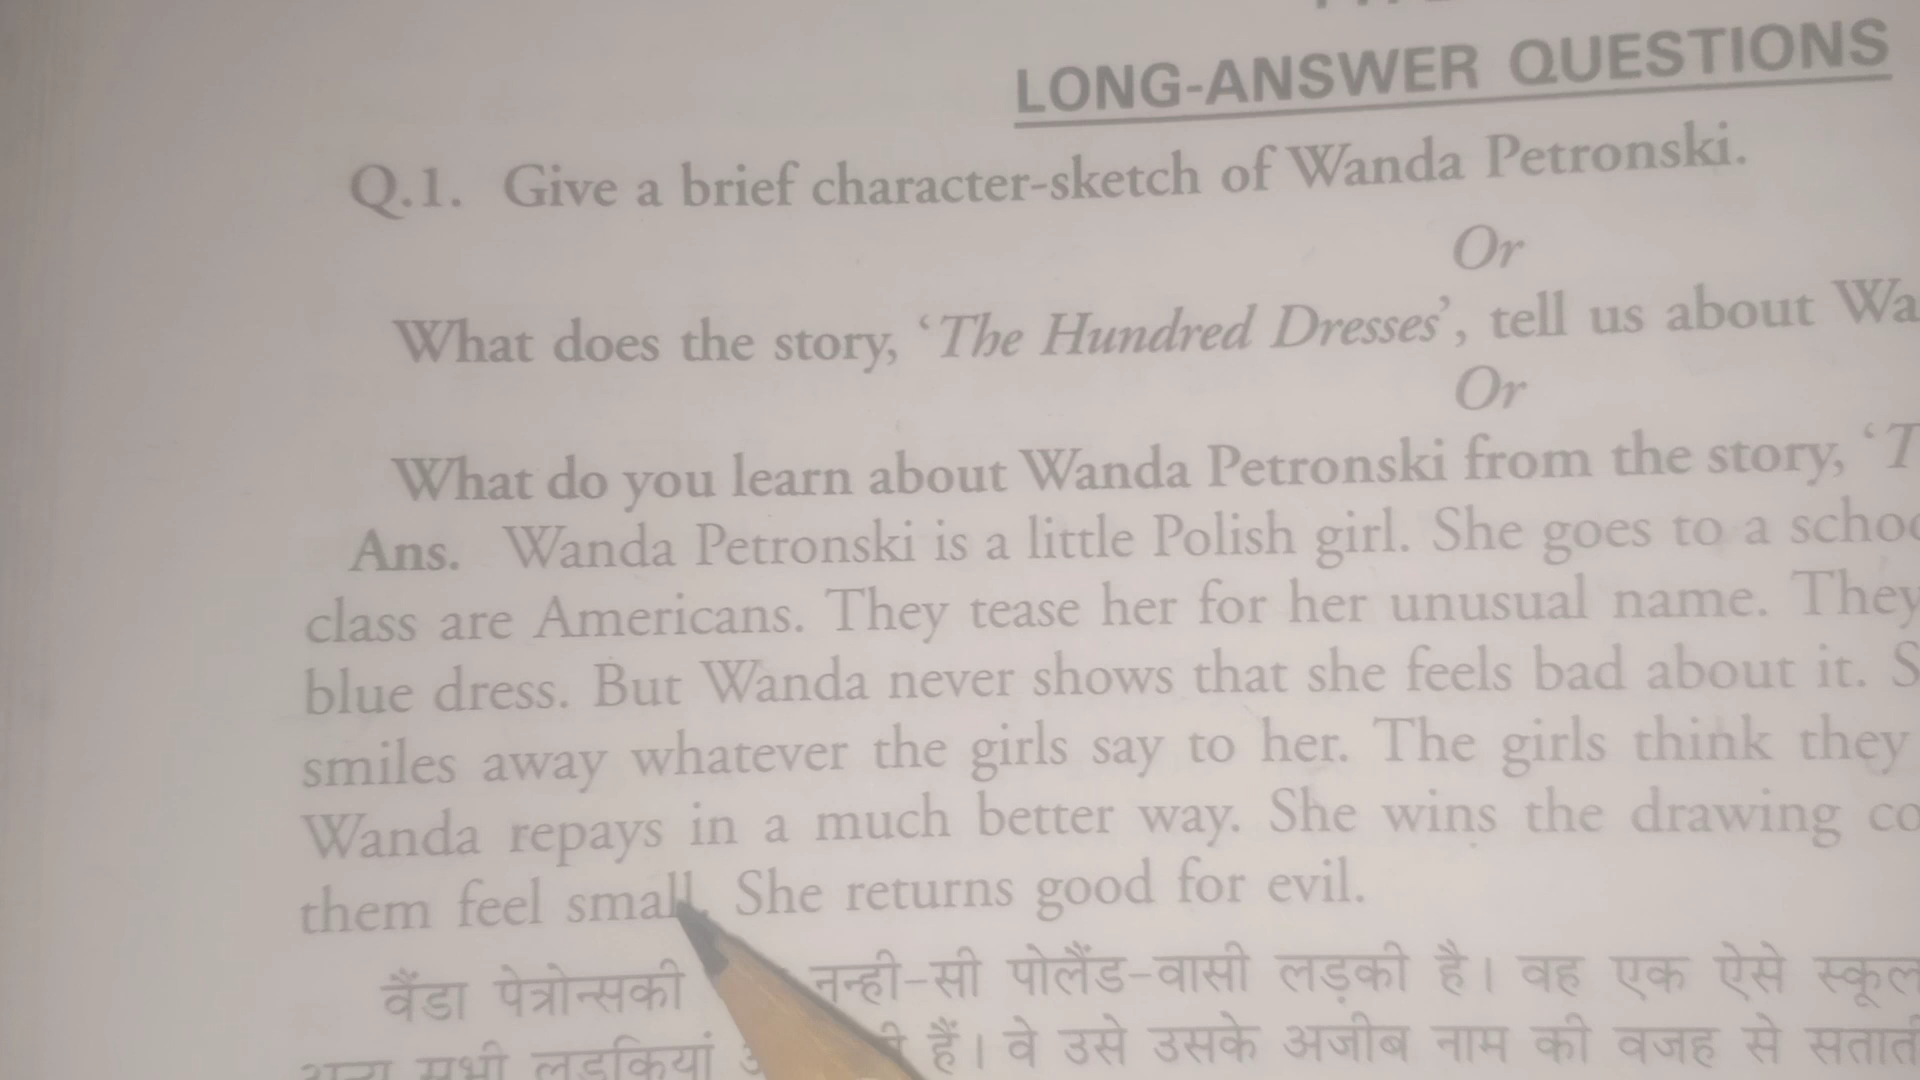 LONG-ANSWER QUESTIONS
Q.1. Give a brief character-sketch of Wanda Petronski.
Or
What does the story, ‘The Hundred Dresses’, tell us about Wa
Or
What do you learn about Wanda Petronski from the story, ‘T
Ans. Wanda Petronski is a little Polish girl. She goes to a schoo
class are Americans. They tease her for her unusual name. They
blue dress. But Wanda never shows that she feels bad about it. S
smiles away whatever the girls say to her. The girls think they
Wanda repays in a much better way. She wins the drawing co
them feel small. She returns good for evil.
वैंडा पेत्रोन्सकी नन्ही-सी पोलैंड-वासी लड़की है। वह एक ऐसे स्कूल
सभी लड़कियां हैं। वे उसे उसके अजीब नाम की वजह से सताती